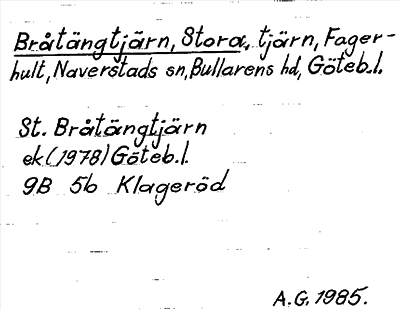 Bråtängtjärn, Stora, tjärn, Fager-
hult, Naverstads sn, Bullarens hd, Göteb.l.
St. Bråtängtjärn
ek (1978) Göteb.l.
9B 5b Klageröd
A.G. 1985.